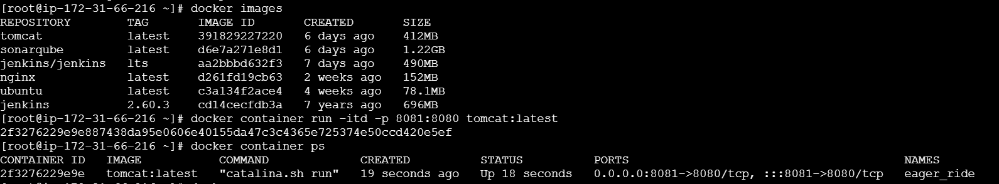 [root@ip-172-31-66-216 ~]# docker images
REPOSITORY TAG IMAGE ID CREATED SIZE
tomcat latest 391829227220 6 days ago 412MB
sonarqube latest d6e7a271e8d1 6 days ago 1.22GB
jenkins/jenkins lts aa2bbbd632f3 7 days ago 490MB
nginx latest d261fd19cb63 2 weeks ago 152MB
ubuntu latest c3a134f2ace4 4 weeks ago 78.1MB
jenkins 2.60.3 cd14cecfdb3a 7 years ago 696MB
[root@ip-172-31-66-216 ~]# docker container run -itd -p 8081:8080 tomcat:latest
2f3276229e9e887438da95e0606e40155da47c3c4365e725374e50ccd420e5ef
[root@ip-172-31-66-216 ~]# docker container ps
CONTAINER ID IMAGE COMMAND CREATED STATUS PORTS NAMES
2f3276229e9e tomcat:latest "catalina.sh run" 19 seconds ago Up 18 seconds 0.0.0.0:8081->8080/tcp, :::8081->8080/tcp eager_ride